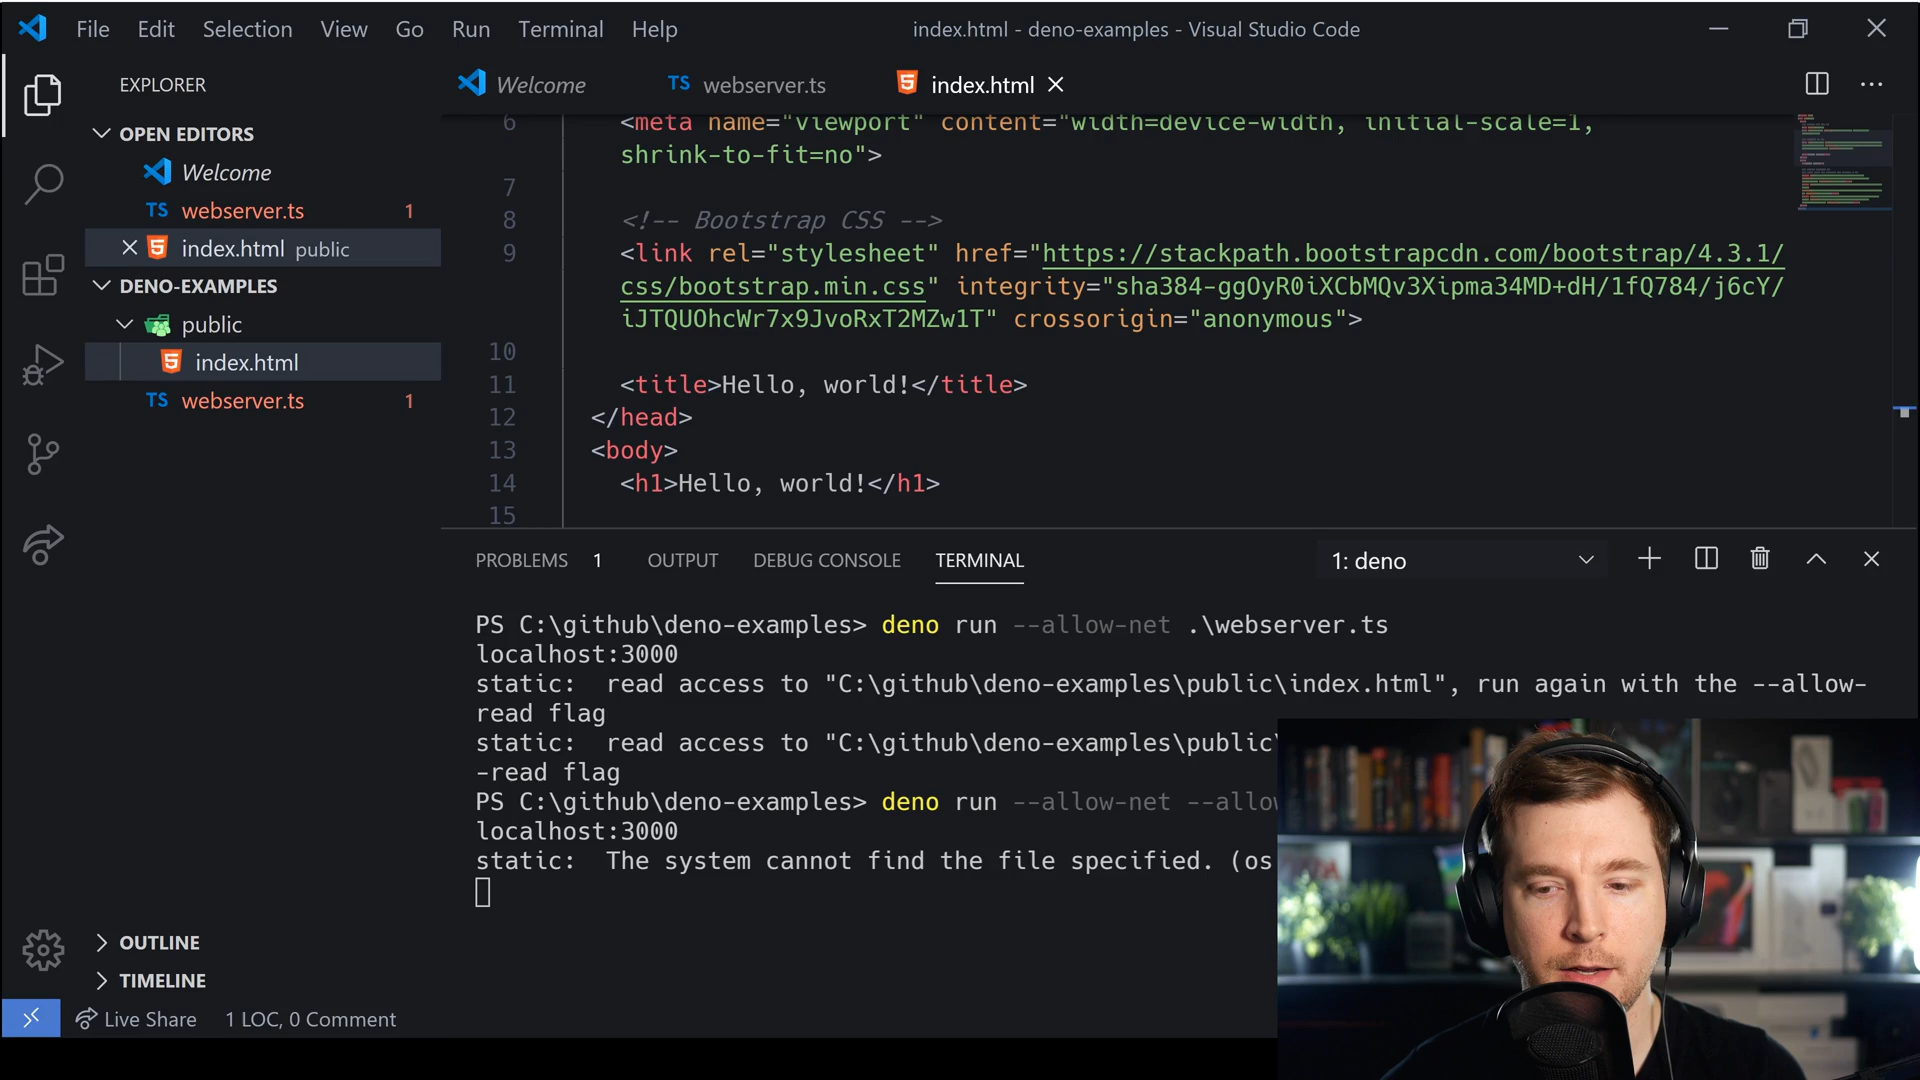 File Edit Selection View Go Run Terminal Help
index.html - deno-examples - Visual Studio Code
EXPLORER
OPEN EDITORS
Welcome
TS webserver.ts 1
index.html public
DENO-EXAMPLES
public
index.html
TS webserver.ts 1
OUTLINE
TIMELINE
Welcome
TS webserver.ts
index.html
6 <meta name="viewport" content="width=device-width, initial-scale=1,
shrink-to-fit=no">
7
8 <!-- Bootstrap CSS -->
9 <link rel="stylesheet" href="https://stackpath.bootstrapcdn.com/bootstrap/4.3.1/
css/bootstrap.min.css" integrity="sha384-ggOyR0iXCbMQv3Xipma34MD+dH/1fQ784/j6cY/
iJTQUOhcWr7x9JvoRxT2MZw1T" crossorigin="anonymous">
10
11 <title>Hello, world!</title>
12 </head>
13 <body>
14 <h1>Hello, world!</h1>
15
PROBLEMS 1 OUTPUT DEBUG CONSOLE TERMINAL
1: deno
PS C:\github\deno-examples> deno run --allow-net .\webserver.ts
localhost:3000
static: read access to "C:\github\deno-examples\public\index.html", run again with the --allow-
read flag
static: read access to "C:\github\deno-examples\public\
-read flag
PS C:\github\deno-examples> deno run --allow-net --allow
localhost:3000
static: The system cannot find the file specified. (os
Live Share 1 LOC, 0 Comment